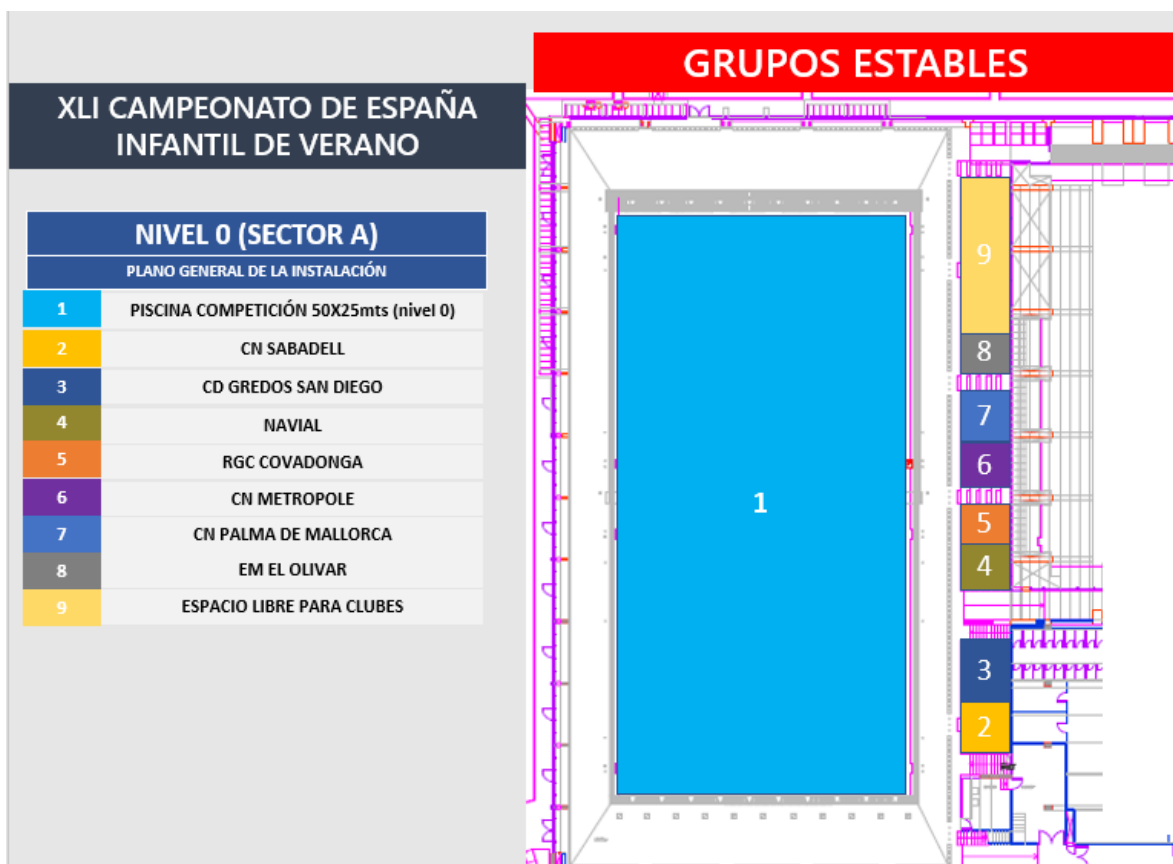 GRUPOS ESTABLES
XLI CAMPEONATO DE ESPAÑA
INFANTIL DE VERANO
NIVEL 0 (SECTOR A)
PLANO GENERAL DE LA INSTALACIÓN
1 PISCINA COMPETICIÓN 50X25mts (nivel 0)
2 CN SABADELL
3 CD GREDOS SAN DIEGO
4 NAVIAL
5 RGC COVADONGA
6 CN METROPOLE
7 CN PALMA DE MALLORCA
8 EM EL OLIVAR
9 ESPACIO LIBRE PARA CLUBES
1
9
8
7
6
5
4
3
2